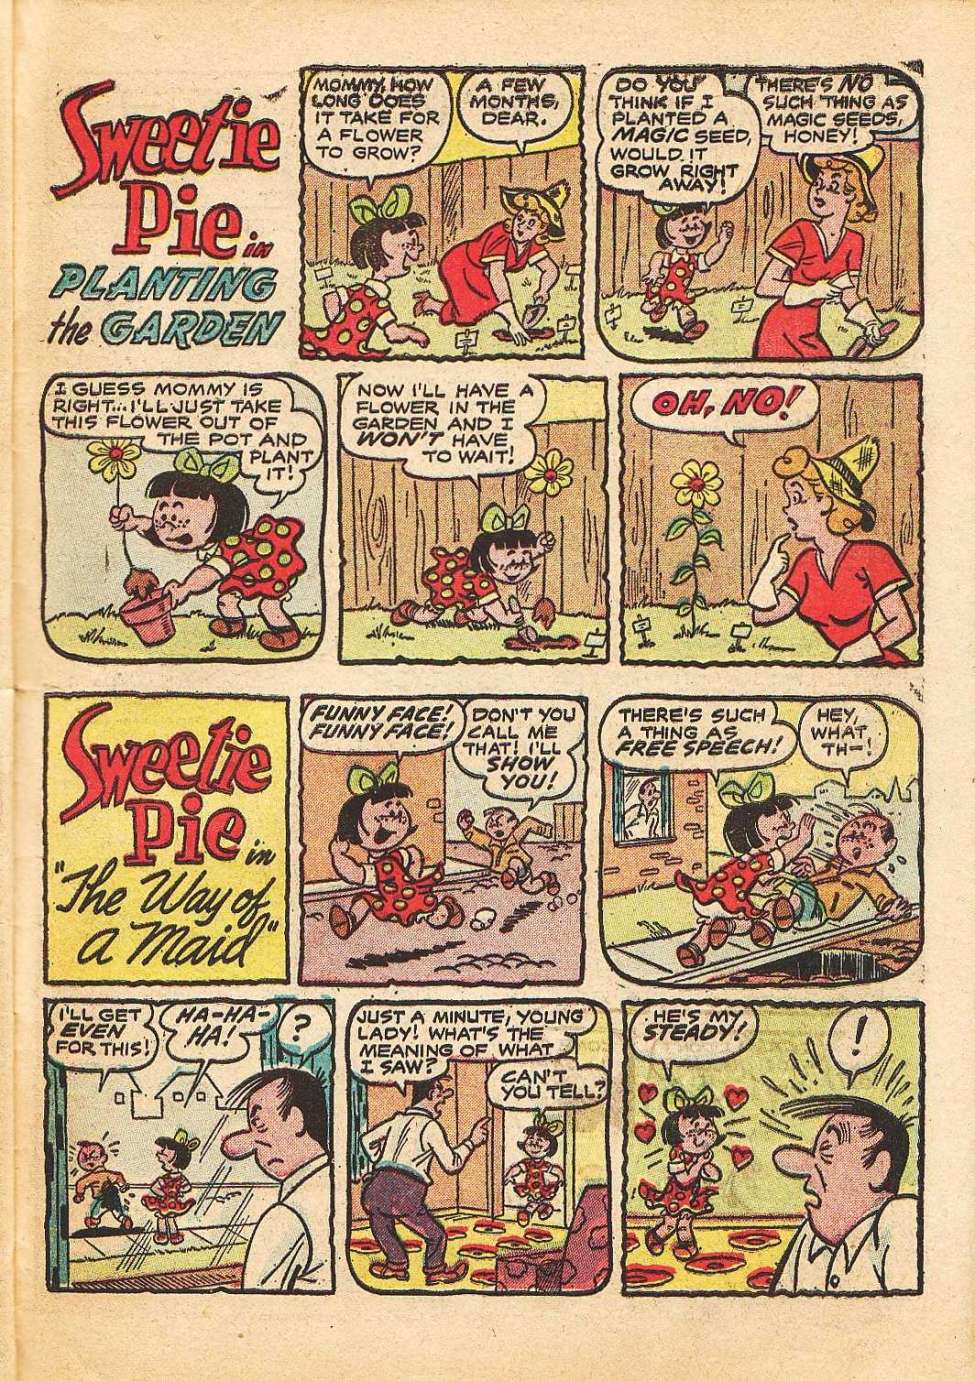 Sweetie
Pie in
PLANTING
the GARDEN
MOMMY, HOW
LONG DOES
IT TAKE FOR
A FLOWER
TO GROW?
A FEW
MONTHS,
DEAR.
DO YOU
THINK IF I
PLANTED A
MAGIC SEED,
WOULD IT
GROW RIGHT
AWAY!
THERE'S NO
SUCH THING AS
MAGIC SEEDS,
HONEY!
I GUESS MOMMY IS
RIGHT... I'LL JUST TAKE
THIS FLOWER OUT OF
THE POT AND
PLANT
IT!
NOW I'LL HAVE A
FLOWER IN THE
GARDEN AND I
WON'T HAVE
TO WAIT!
OH, NO!
Sweetie
Pie in
"The Way of
a Maid"
FUNNY FACE!
FUNNY FACE!
DON'T YOU
CALL ME
THAT! I'LL
SHOW
YOU!
THERE'S SUCH
A THING AS
FREE SPEECH!
HEY,
WHAT
TH-!
I'LL GET
EVEN
FOR THIS!
HA-HA-
HA!
?
JUST A MINUTE, YOUNG
LADY! WHAT'S THE
MEANING OF WHAT
I SAW?
CAN'T
YOU TELL?
HE'S MY
STEADY!
!